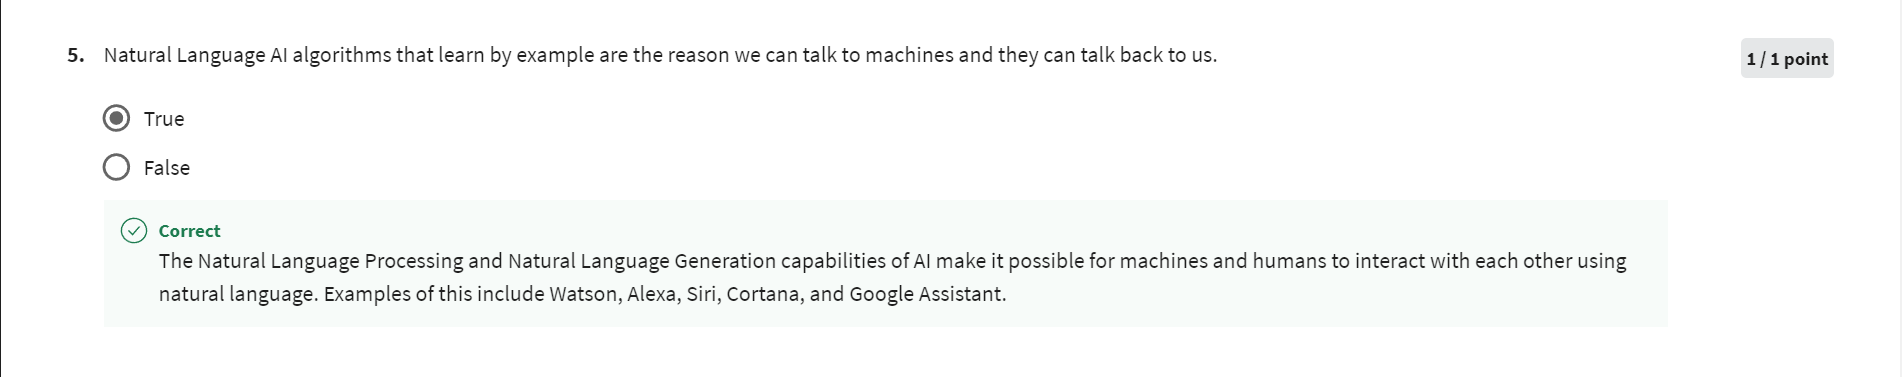 5. Natural Language AI algorithms that learn by example are the reason we can talk to machines and they can talk back to us.
1 / 1 point
True
False
Correct
The Natural Language Processing and Natural Language Generation capabilities of AI make it possible for machines and humans to interact with each other using
natural language. Examples of this include Watson, Alexa, Siri, Cortana, and Google Assistant.